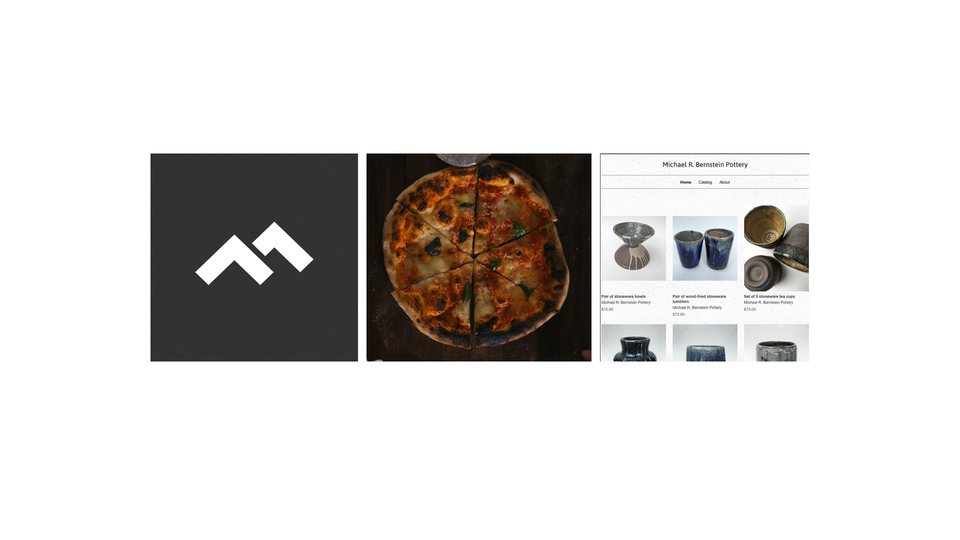 Michael R. Bernstein Pottery
Home Catalog About
Pair of stoneware bowls
Michael R. Bernstein Pottery
$75.00
Pair of wood-fired stoneware
tumblers
Michael R. Bernstein Pottery
$75.00
Set of 3 stoneware tea cups
Michael R. Bernstein Pottery
$75.00